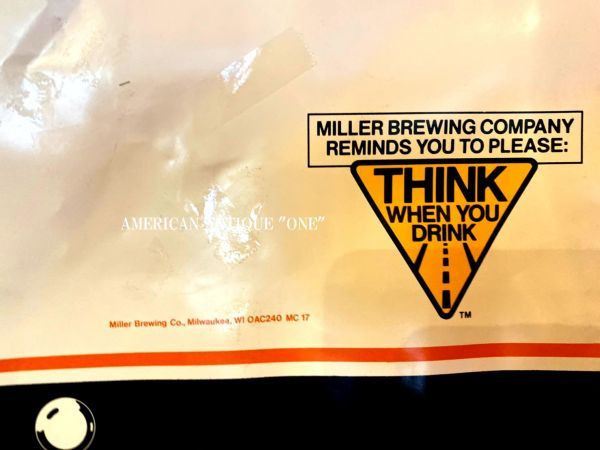 MILLER BREWING COMPANY
REMINDS YOU TO PLEASE:
THINK
WHEN YOU
DRINK
TM
AMERICAN ANTIQUE "ONE"
Miller Brewing Co., Milwaukee, WI OAC240 MC 17